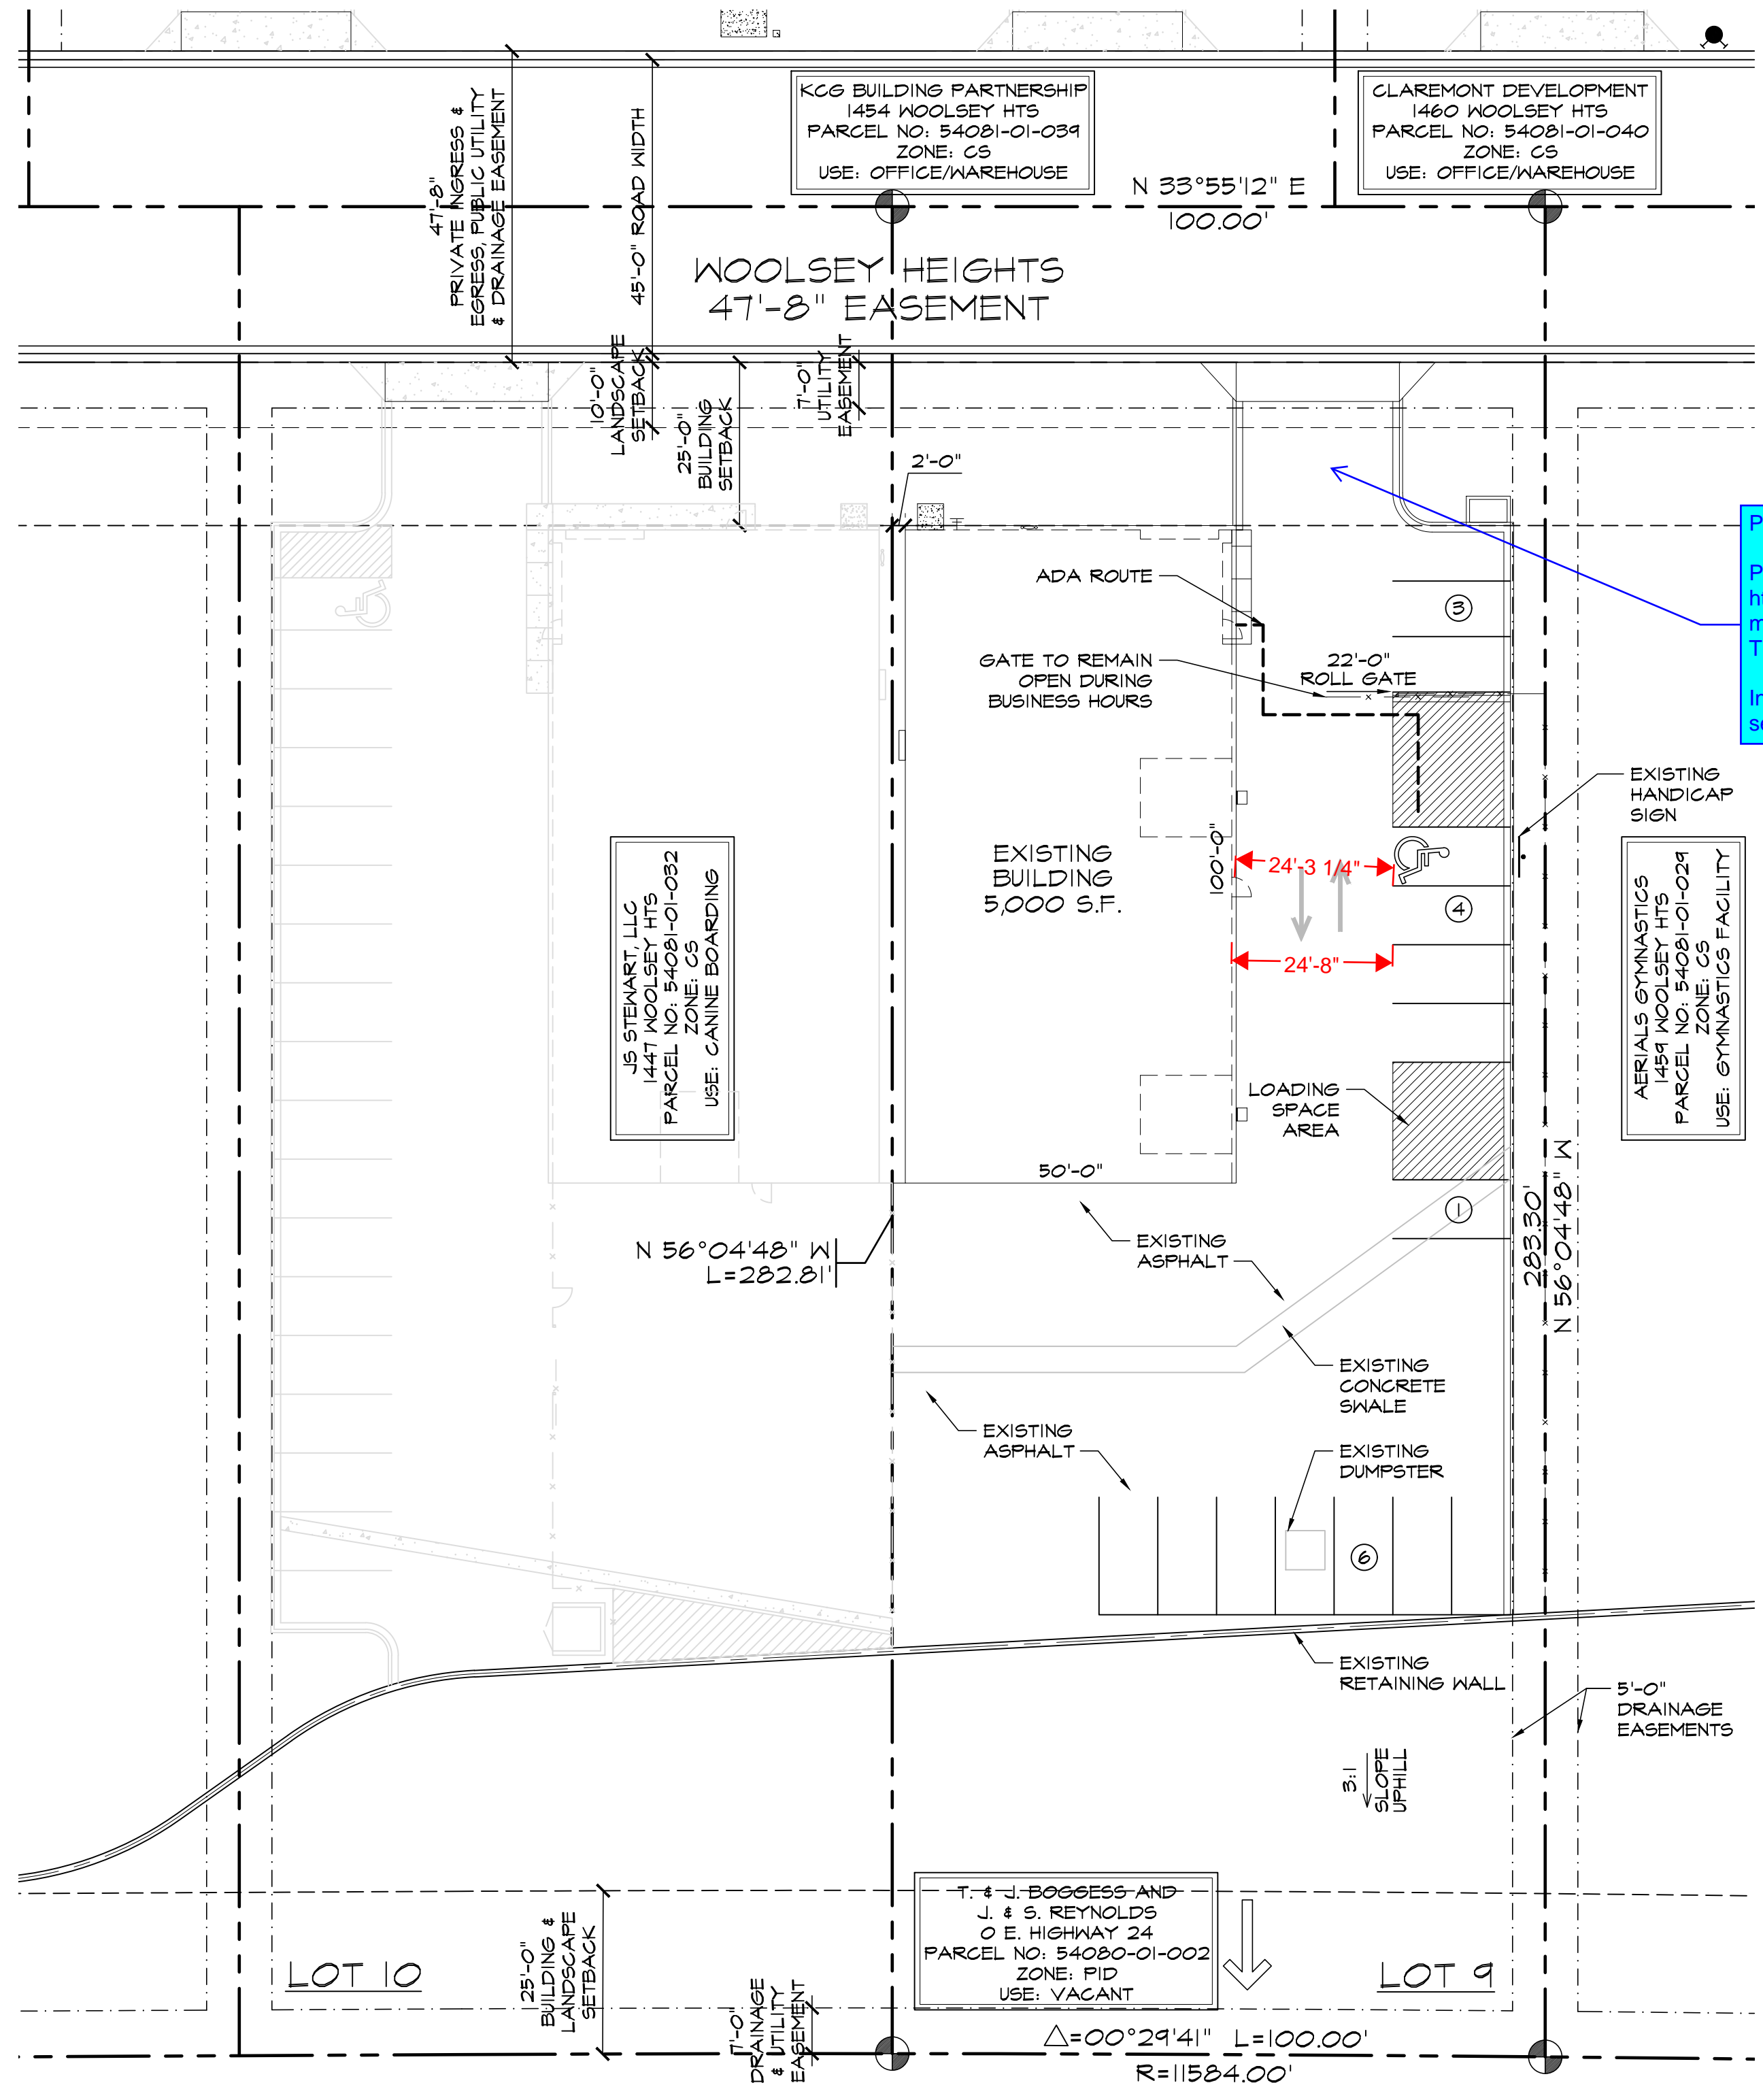 KCG BUILDING PARTNERSHIP
1454 WOOLSEY HTS
PARCEL NO: 54081-01-039
ZONE: CS
USE: OFFICE/WAREHOUSE
CLAREMONT DEVELOPMENT
1460 WOOLSEY HTS
PARCEL NO: 54081-01-040
ZONE: CS
USE: OFFICE/WAREHOUSE
47'-8"
PRIVATE INGRESS &
EGRESS, PUBLIC UTILITY
& DRAINAGE EASEMENT
45'-0" ROAD WIDTH
N 33°55'12" E
100.00'
WOOLSEY HEIGHTS
47'-8" EASEMENT
10'-0"
LANDSCAPE
SETBACK
25'-0"
BUILDING
SETBACK
7'-0"
UTILITY
EASEMENT
2'-0"
ADA ROUTE
3
GATE TO REMAIN
OPEN DURING
BUSINESS HOURS
22'-0"
ROLL GATE
EXISTING
HANDICAP
SIGN
JS STEWART, LLC
1447 WOOLSEY HTS
PARCEL NO: 54081-01-032
ZONE: CS
USE: CANINE BOARDING
EXISTING
BUILDING
5,000 S.F.
100'-0"
24'-3 1/4"
4
24'-8"
AERIALS GYMNASTICS
1459 WOOLSEY HTS
PARCEL NO: 54081-01-029
ZONE: CS
USE: GYMNASTICS FACILITY
LOADING
SPACE
AREA
50'-0"
1
N 56°04'48" W
L=282.81'
EXISTING
ASPHALT
283.30'
N 56°04'48" W
EXISTING
CONCRETE
SWALE
EXISTING
ASPHALT
EXISTING
DUMPSTER
6
EXISTING
RETAINING WALL
5'-0"
DRAINAGE
EASEMENTS
3:1
SLOPE
UPHILL
T. & J. BOGGESS AND
J. & S. REYNOLDS
0 E. HIGHWAY 24
PARCEL NO: 54080-01-002
ZONE: PID
USE: VACANT
LOT 10
25'-0"
BUILDING &
LANDSCAPE
SETBACK
LOT 9
7'-0"
DRAINAGE
& UTILITY
EASEMENT
△=00°29'41" L=100.00'
R=11584.00'